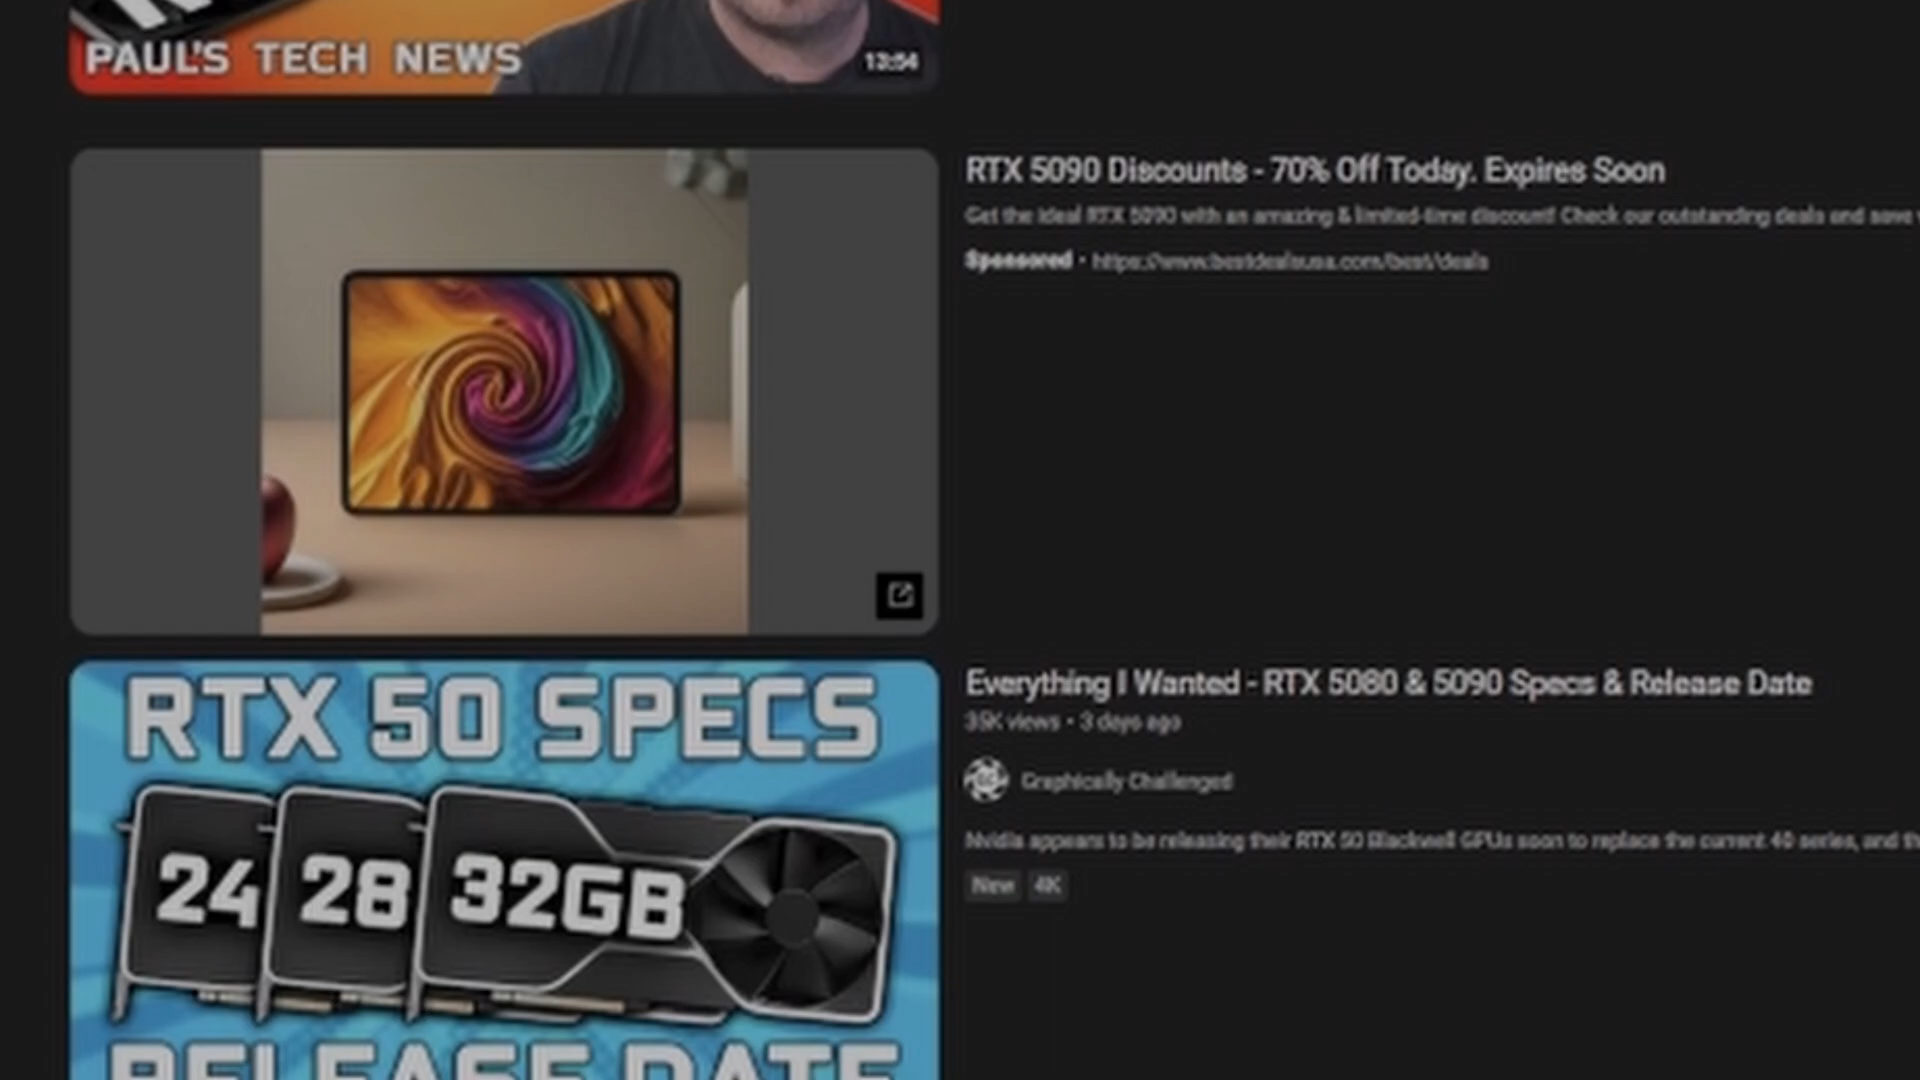 PAUL'S TECH NEWS
13:54
RTX 5090 Discounts - 70% Off Today. Expires Soon
Get the ideal RTX 5090 with an amazing & limited-time discount! Check our outstanding deals and save
Sponsored · https://www.bestdealsusa.com/best/deals
RTX 50 SPECS
24 28 32GB
RELEASE DATE
Everything I Wanted - RTX 5080 & 5090 Specs & Release Date
35K views • 3 days ago
Graphically Challenged
Nvidia appears to be releasing their RTX 50 Blackwell GPUs soon to replace the current 40 series, and th
New 4K